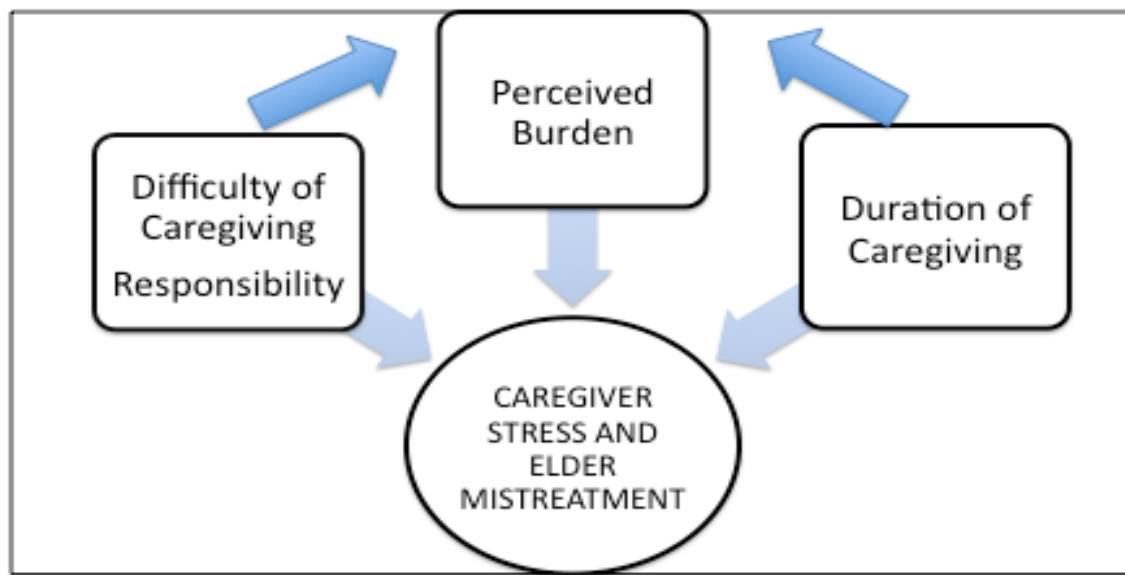 Perceived
Burden
Difficulty of
Caregiving
Responsibility
Duration of
Caregiving
CAREGIVER
STRESS AND
ELDER
MISTREATMENT